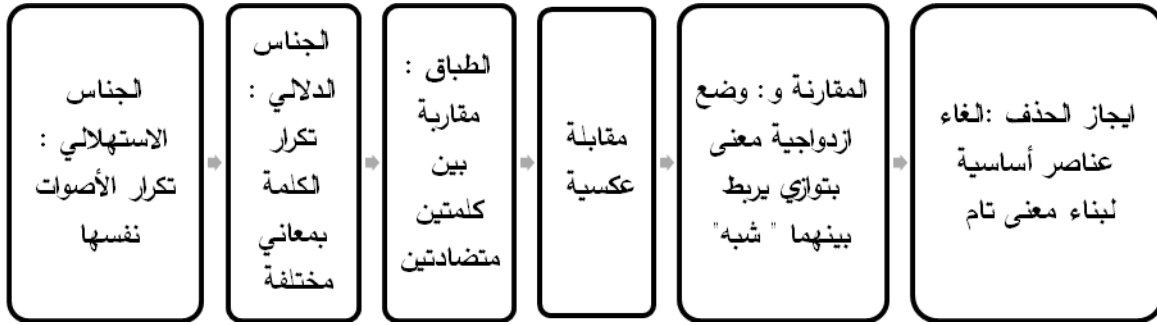 الجناس
الاستهلالي :
تكرار الأصوات
نفسها
الجناس
الدلالي :
تكرار
الكلمة
بمعاني
مختلفة
الطباق :
مقاربة
بين
كلمتين
متضادتين
مقابلة
عكسية
المقارنة و: وضع
ازدواجية معنى
بتوازي يربط
بينهما " شبه"
ايجاز الحذف :الغاء
عناصر أساسية
لبناء معنى تام